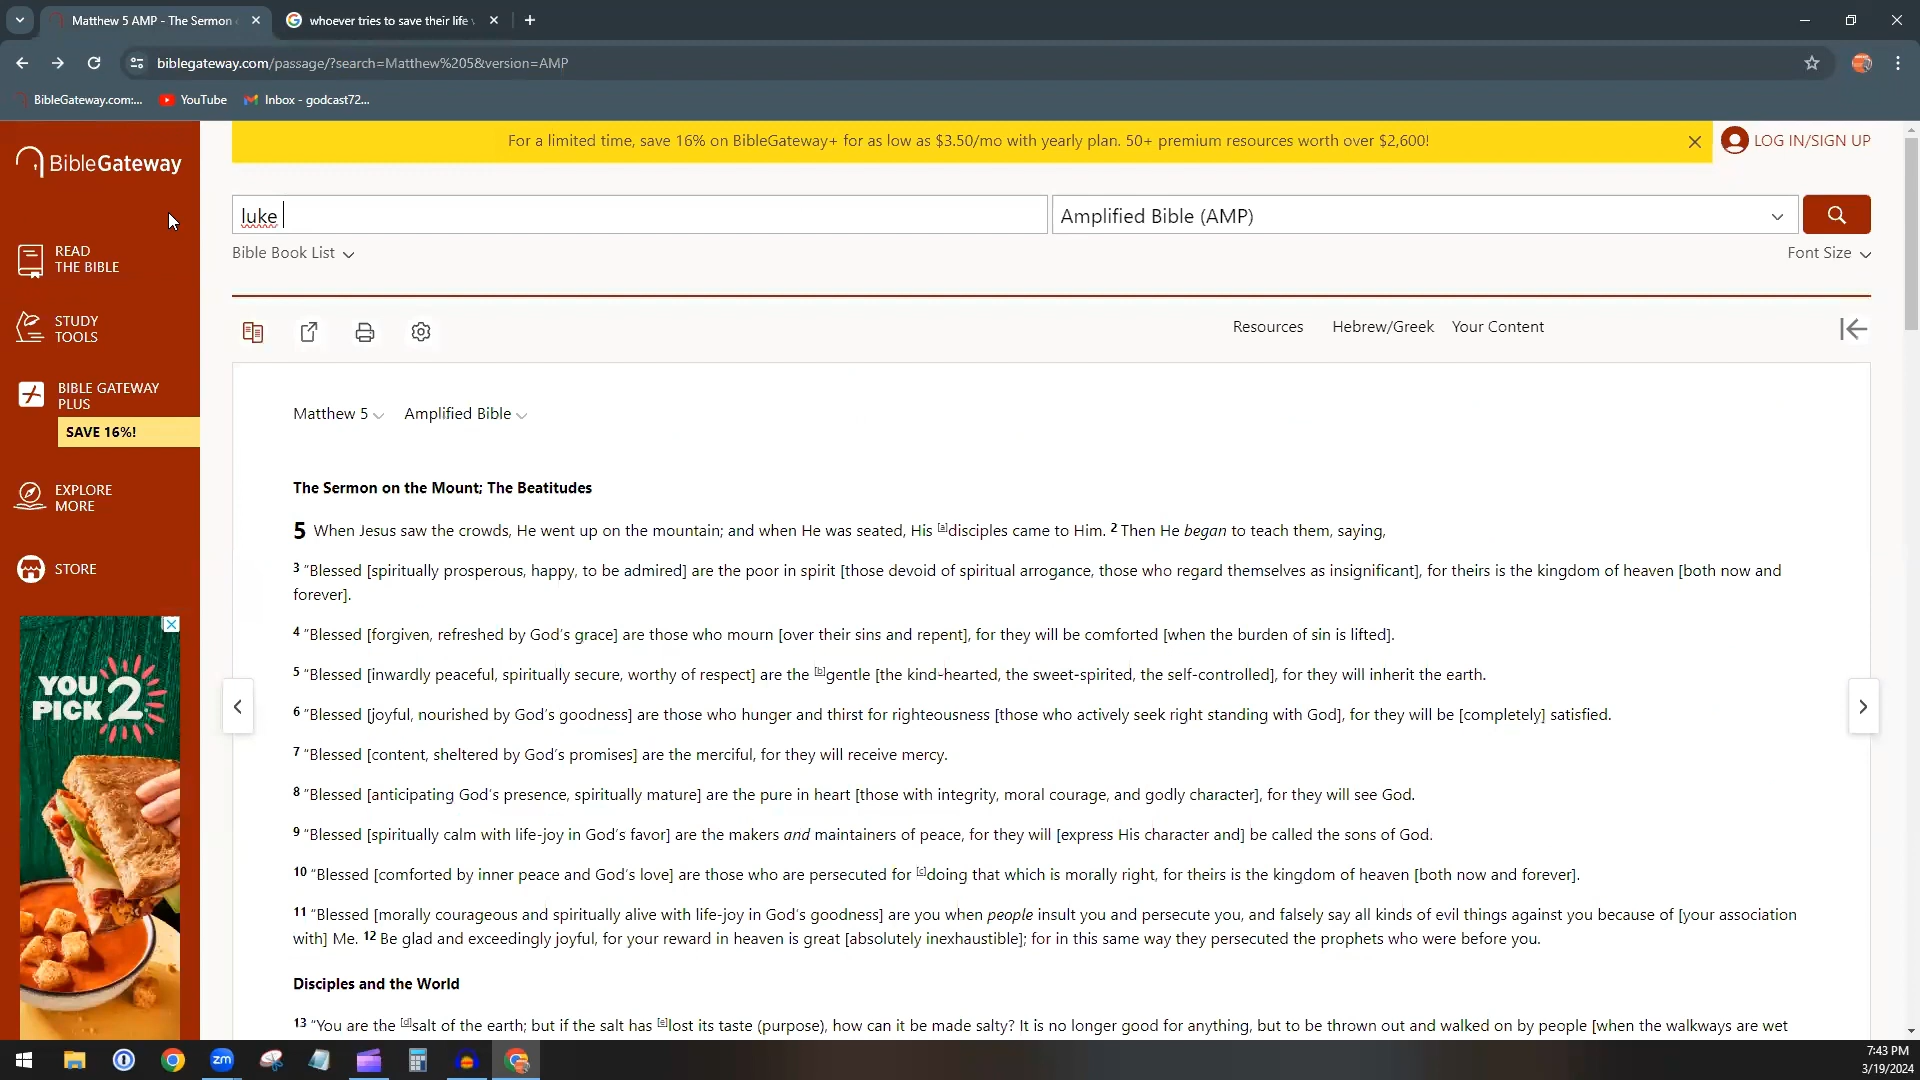 Matthew 5 AMP - The Sermon
whoever tries to save their life
biblegateway.com/passage/?search=Matthew%205&version=AMP
BibleGateway.com:...
YouTube
Inbox - godcast72...
BibleGateway
For a limited time, save 16% on BibleGateway+ for as low as $3.50/mo with yearly plan. 50+ premium resources worth over $2,600!
LOG IN/SIGN UP
luke
Amplified Bible (AMP)
Bible Book List
Font Size
READ
THE BIBLE
STUDY
TOOLS
BIBLE GATEWAY
PLUS
SAVE 16%!
EXPLORE
MORE
STORE
YOU
PICK 2
Resources
Hebrew/Greek
Your Content
Matthew 5
Amplified Bible
The Sermon on the Mount; The Beatitudes
5 When Jesus saw the crowds, He went up on the mountain; and when He was seated, His [a]disciples came to Him. 2 Then He began to teach them, saying,
3 “Blessed [spiritually prosperous, happy, to be admired] are the poor in spirit [those devoid of spiritual arrogance, those who regard themselves as insignificant], for theirs is the kingdom of heaven [both now and
forever].
4 “Blessed [forgiven, refreshed by God’s grace] are those who mourn [over their sins and repent], for they will be comforted [when the burden of sin is lifted].
5 “Blessed [inwardly peaceful, spiritually secure, worthy of respect] are the [b]gentle [the kind-hearted, the sweet-spirited, the self-controlled], for they will inherit the earth.
6 “Blessed [joyful, nourished by God’s goodness] are those who hunger and thirst for righteousness [those who actively seek right standing with God], for they will be [completely] satisfied.
7 “Blessed [content, sheltered by God’s promises] are the merciful, for they will receive mercy.
8 “Blessed [anticipating God’s presence, spiritually mature] are the pure in heart [those with integrity, moral courage, and godly character], for they will see God.
9 “Blessed [spiritually calm with life-joy in God’s favor] are the makers and maintainers of peace, for they will [express His character and] be called the sons of God.
10 “Blessed [comforted by inner peace and God’s love] are those who are persecuted for [c]doing that which is morally right, for theirs is the kingdom of heaven [both now and forever].
11 “Blessed [morally courageous and spiritually alive with life-joy in God’s goodness] are you when people insult you and persecute you, and falsely say all kinds of evil things against you because of [your association
with] Me. 12 Be glad and exceedingly joyful, for your reward in heaven is great [absolutely inexhaustible]; for in this same way they persecuted the prophets who were before you.
Disciples and the World
13 “You are the [d]salt of the earth; but if the salt has [e]lost its taste (purpose), how can it be made salty? It is no longer good for anything, but to be thrown out and walked on by people [when the walkways are wet
zm
7:43 PM
3/19/2024